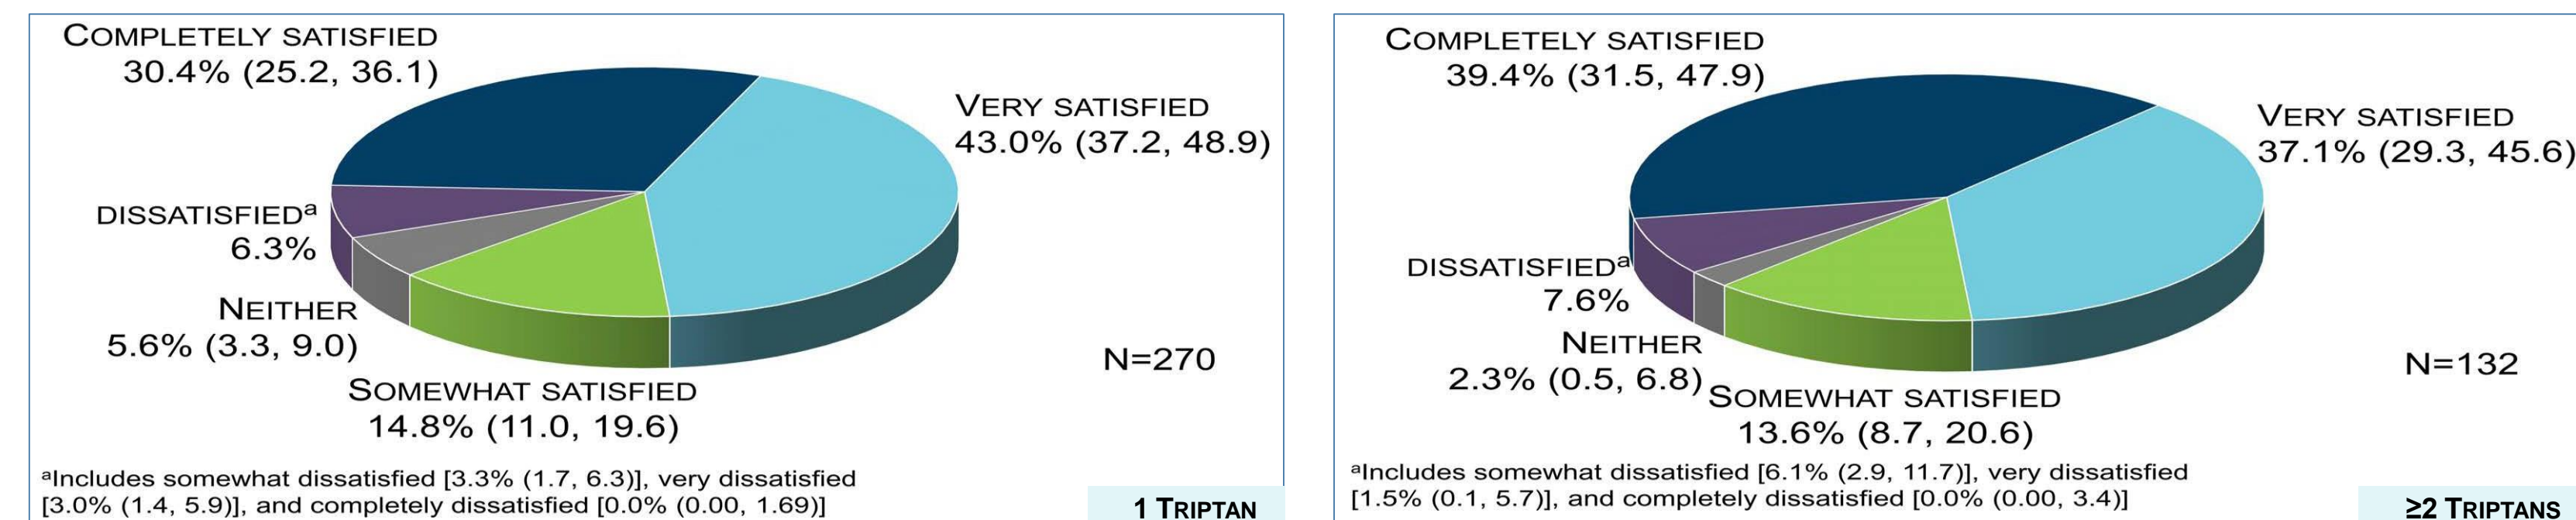 COMPLETELY SATISFIED
30.4% (25.2, 36.1)
VERY SATISFIED
43.0% (37.2, 48.9)
DISSATISFIEDᵃ
6.3%
NEITHER
5.6% (3.3, 9.0)
N=270
SOMEWHAT SATISFIED
14.8% (11.0, 19.6)
ᵃIncludes somewhat dissatisfied [3.3% (1.7, 6.3)], very dissatisfied
[3.0% (1.4, 5.9)], and completely dissatisfied [0.0% (0.00, 1.69)]
1 TRIPTAN
COMPLETELY SATISFIED
39.4% (31.5, 47.9)
VERY SATISFIED
37.1% (29.3, 45.6)
DISSATISFIEDᵃ
7.6%
NEITHER
2.3% (0.5, 6.8)
N=132
SOMEWHAT SATISFIED
13.6% (8.7, 20.6)
ᵃIncludes somewhat dissatisfied [6.1% (2.9, 11.7)], very dissatisfied
[1.5% (0.1, 5.7)], and completely dissatisfied [0.0% (0.00, 3.4)]
≥2 TRIPTANS